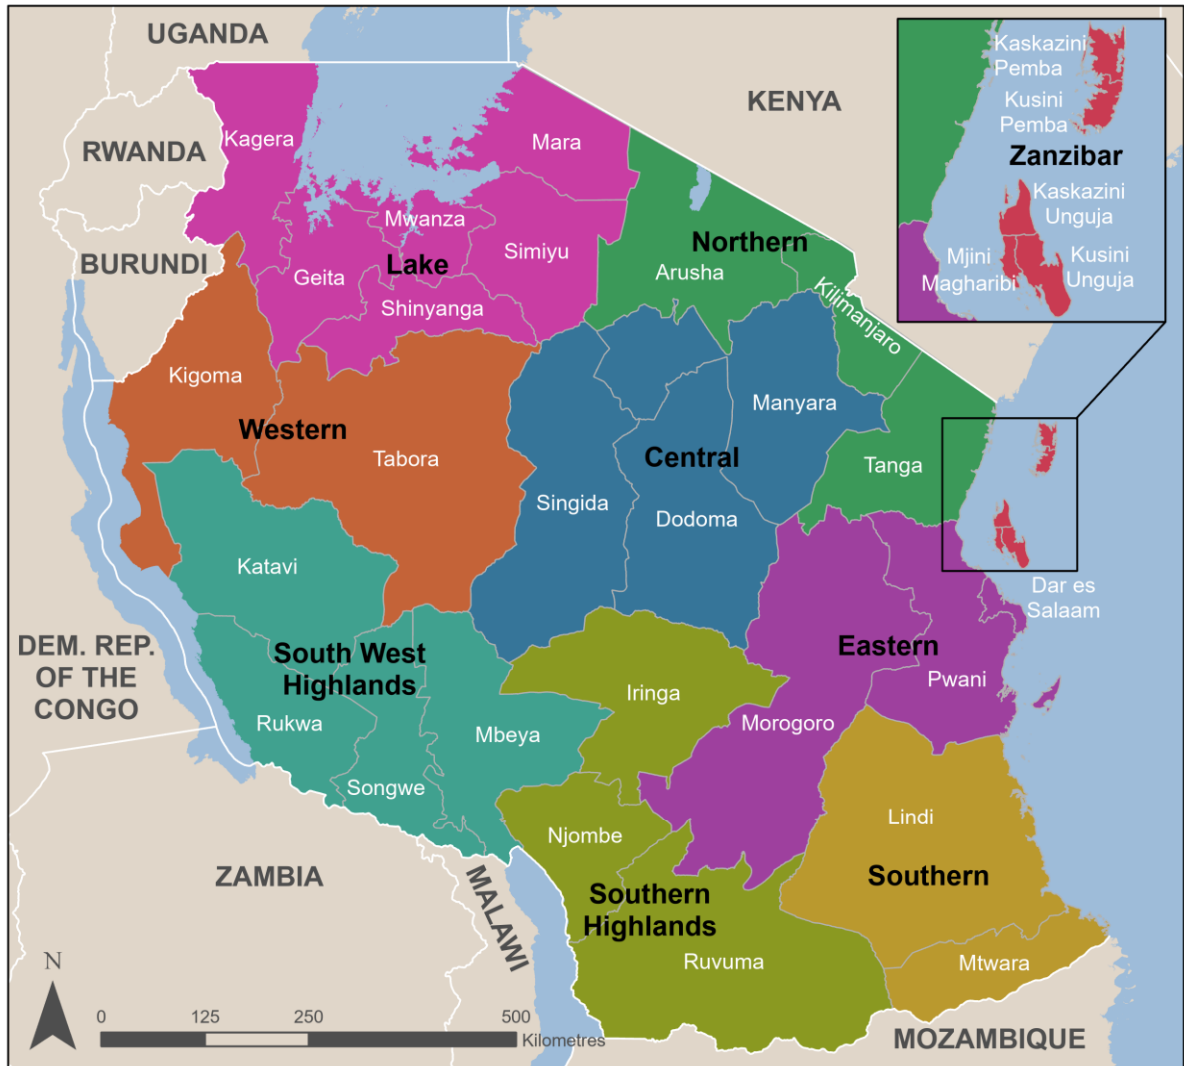 UGANDA
KENYA
RWANDA
BURUNDI
Kagera
Mara
Mwanza
Lake
Simiyu
Geita
Shinyanga
Northern
Arusha
Kilimanjaro
Kaskazini
Pemba
Kusini
Pemba
Zanzibar
Kaskazini
Unguja
Mjini
Magharibi
Kusini
Unguja
Kigoma
Western
Tabora
Singida
Central
Manyara
Dodoma
Tanga
Katavi
South West
Highlands
Rukwa
Songwe
Mbeya
Iringa
Eastern
Dar es
Salaam
Pwani
Morogoro
DEM. REP.
OF THE
CONGO
Njombe
Southern
Highlands
Ruvuma
Lindi
Southern
Mtwara
ZAMBIA
MALAWI
MOZAMBIQUE
N
0 125 250 500
Kilometres